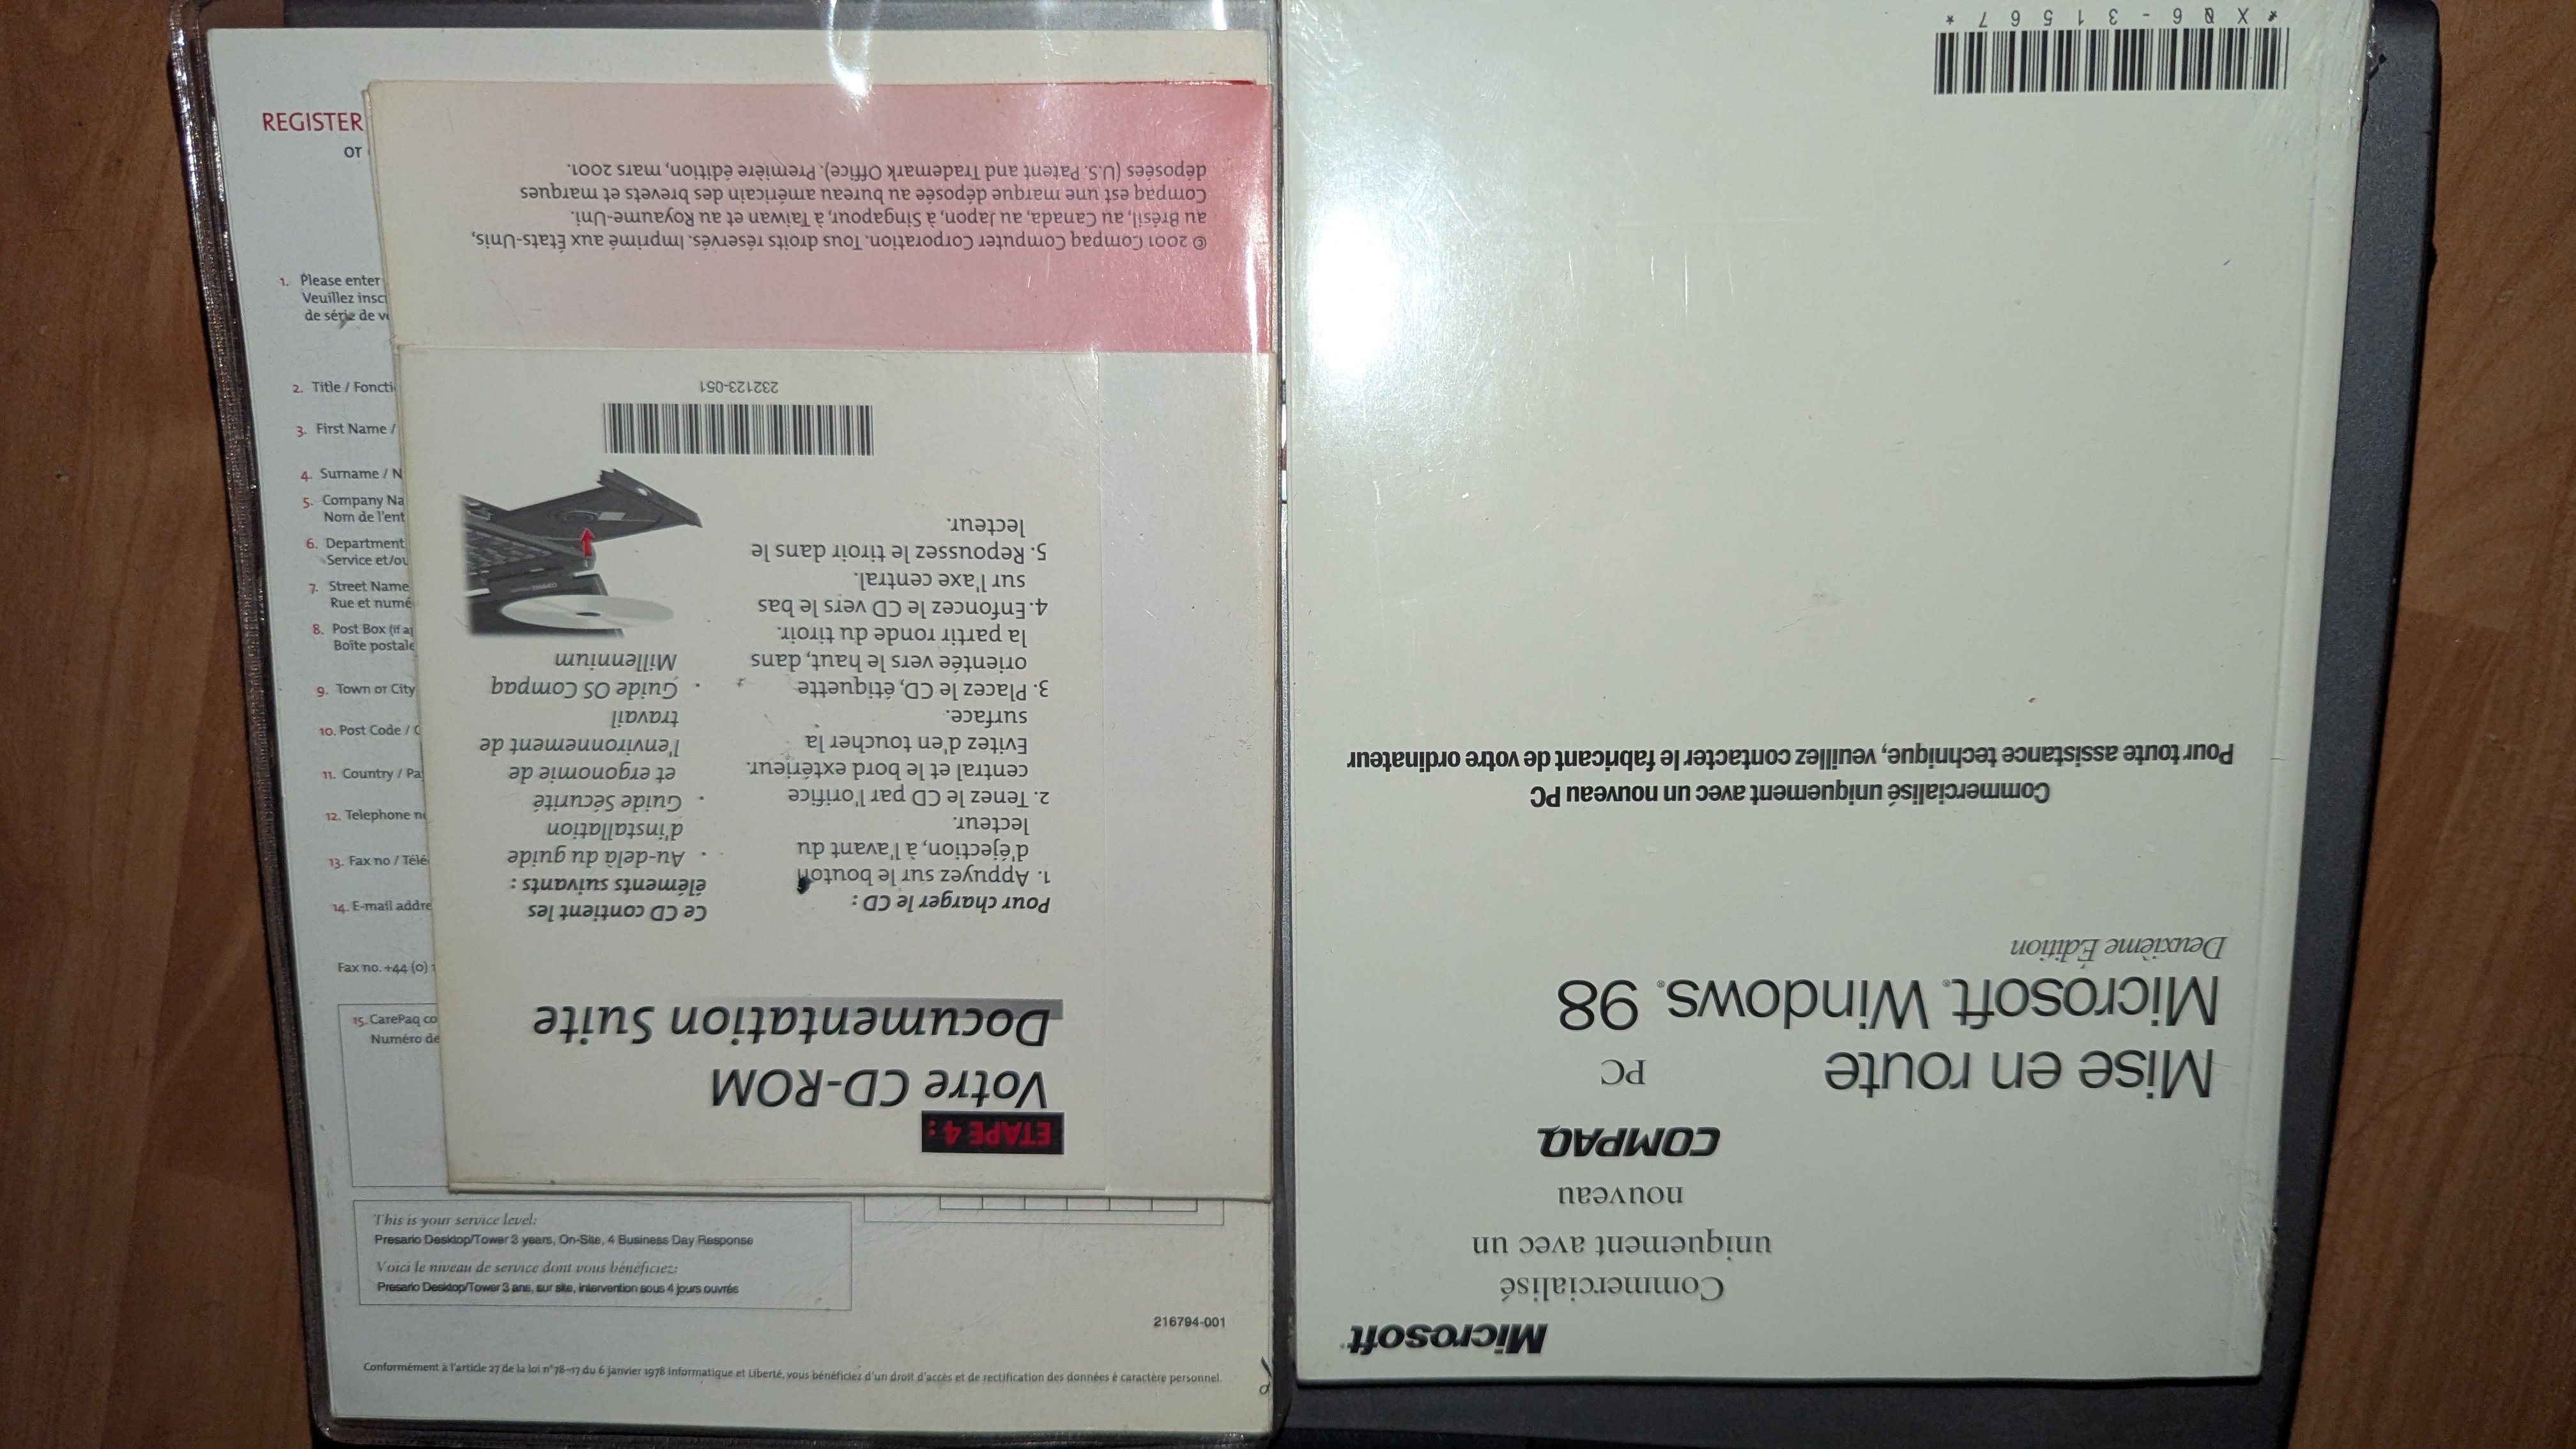 REGISTER
or
1. Please enter
Veuillez insc
de série de v
2. Title / Foncti
3. First Name /
4. Surname / N
5. Company Na
Nom de l'ent
6. Department
Service et/ou
7. Street Name
Rue et numé
8. Post Box (if a
Boîte postale
9. Town or City
10. Post Code / C
11. Country / Pa
12. Telephone n
13. Fax no / Télé
14. E-mail addre
Fax no. +44 (0) 1
15. CarePaq co
Numéro de
This is your service level:
Presario Desktop/Tower 3 years, On-Site, 4 Business Day Response
Voici le niveau de service dont vous bénéficiez:
Presario Desktop/Tower 3 ans, sur site, intervention sous 4 jours ouvrés
216794-001
Conformément à l'article 27 de la loi n°78-17 du 6 janvier 1978 Informatique et Liberté, vous bénéficiez d'un droit d'accès et de rectification des données è caractère personnel.
ETAPE 4 :
Votre CD-ROM
Documentation Suite
Pour charger le CD :
1. Appuyez sur le bouton
d'éjection, à l'avant du
lecteur.
2. Tenez le CD par l'orifice
central et le bord extérieur.
Evitez d'en toucher la
surface.
3. Placez le CD, étiquette
orientée vers le haut, dans
la partir ronde du tiroir.
4. Enfoncez le CD vers le bas
sur l'axe central.
5. Repoussez le tiroir dans le
lecteur.
Ce CD contient les
éléments suivants :
· Au-delà du guide
d'installation
· Guide Sécurité
et ergonomie de
l'environnement de
travail
· Guide OS Compaq
Millennium
232123-051
© 2001 Compaq Computer Corporation. Tous droits réservés. Imprimé aux États-Unis,
au Brésil, au Canada, au Japon, à Singapour, à Taïwan et au Royaume-Uni.
Compaq est une marque déposée au bureau américain des brevets et marques
déposées (U.S. Patent and Trademark Office). Première édition, mars 2001.
Microsoft®
Commercialisé
uniquement avec un
nouveau
COMPAQ
PC
Mise en route
Microsoft® Windows® 98
Deuxième Édition
Commercialisé uniquement avec un nouveau PC
Pour toute assistance technique, veuillez contacter le fabricant de votre ordinateur
* X 0 6 - 3 1 5 6 7 *